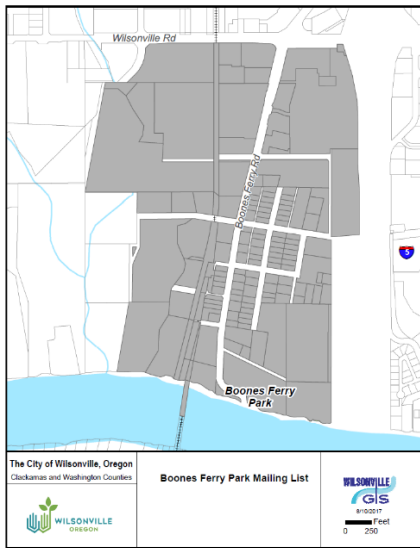 Wilsonville Rd
Boones Ferry Rd
5
Boones Ferry
Park
The City of Wilsonville, Oregon
Clackamas and Washington Counties
WILSONVILLE
OREGON
Boones Ferry Park Mailing List
WILSONVILLE
GIS
8/10/2017
Feet
0 250